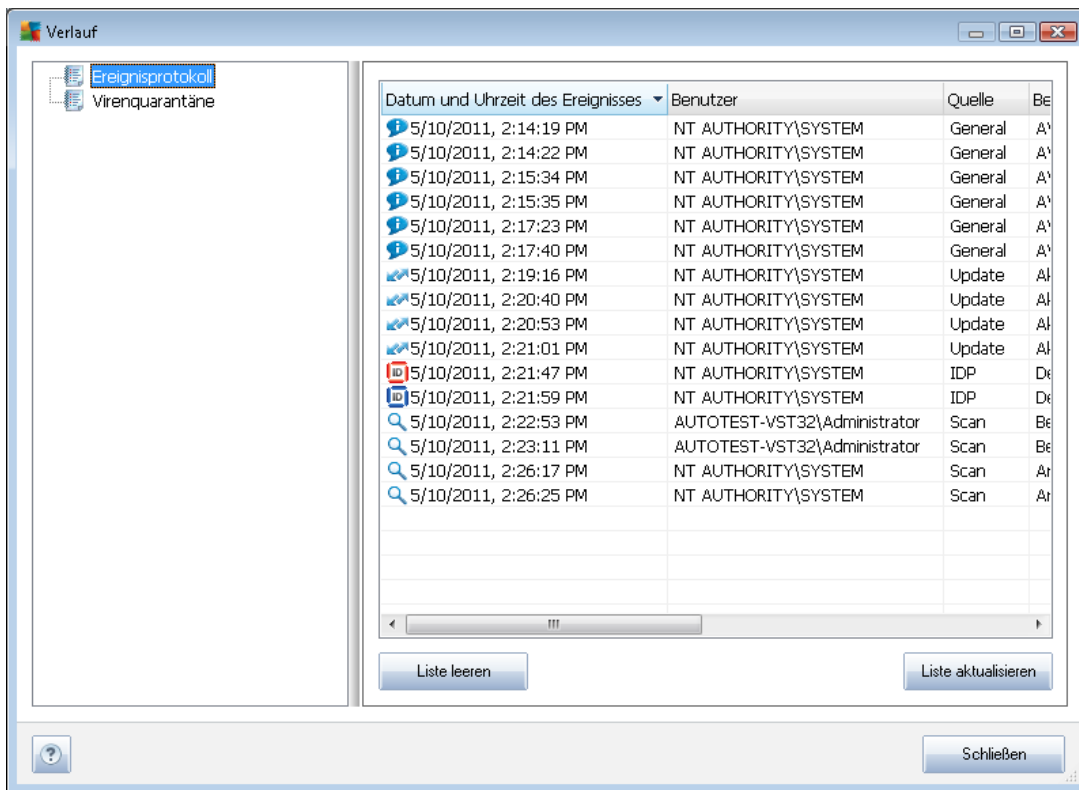 Verlauf
Ereignisprotokoll
Virenquarantäne
Datum und Uhrzeit des Ereignisses Benutzer Quelle Be
5/10/2011, 2:14:19 PM NT AUTHORITY\SYSTEM General
5/10/2011, 2:14:22 PM NT AUTHORITY\SYSTEM General
5/10/2011, 2:15:34 PM NT AUTHORITY\SYSTEM General
5/10/2011, 2:15:35 PM NT AUTHORITY\SYSTEM General
5/10/2011, 2:17:23 PM NT AUTHORITY\SYSTEM General
5/10/2011, 2:17:40 PM NT AUTHORITY\SYSTEM General
5/10/2011, 2:19:16 PM NT AUTHORITY\SYSTEM Update
5/10/2011, 2:20:40 PM NT AUTHORITY\SYSTEM Update
5/10/2011, 2:20:53 PM NT AUTHORITY\SYSTEM Update
5/10/2011, 2:21:01 PM NT AUTHORITY\SYSTEM Update
ID 5/10/2011, 2:21:47 PM NT AUTHORITY\SYSTEM IDP De
ID 5/10/2011, 2:21:59 PM NT AUTHORITY\SYSTEM IDP De
5/10/2011, 2:22:53 PM AUTOTEST-VST32\Administrator Scan Be
5/10/2011, 2:23:11 PM AUTOTEST-VST32\Administrator Scan Be
5/10/2011, 2:26:17 PM NT AUTHORITY\SYSTEM Scan
5/10/2011, 2:26:25 PM NT AUTHORITY\SYSTEM Scan
Liste leeren Liste aktualisieren
? Schließen